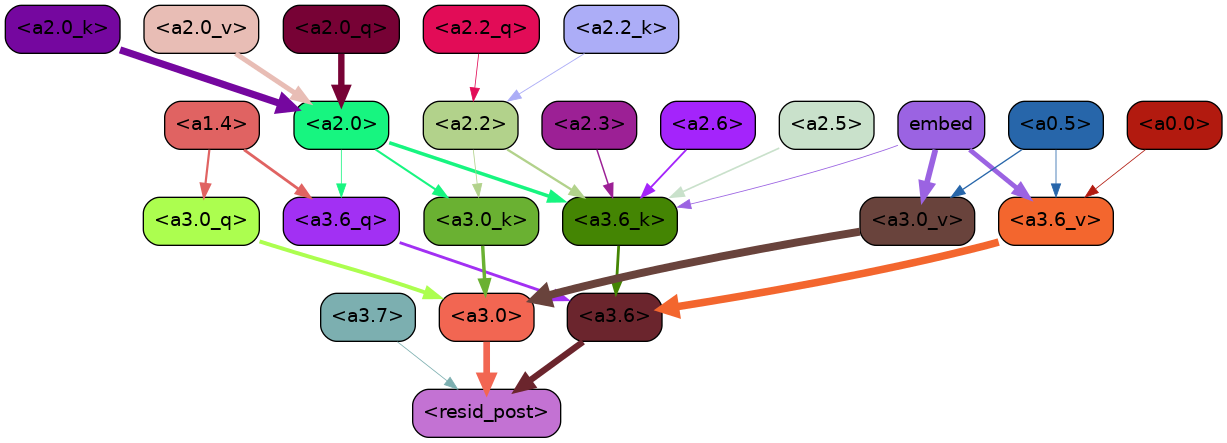 <a2.0_k> <a2.0_v> <a2.0_q> <a2.2_q> <a2.2_k>
<a1.4> <a2.0> <a2.2> <a2.3> <a2.6> <a2.5> embed <a0.5> <a0.0>
<a3.0_q> <a3.6_q> <a3.0_k> <a3.6_k> <a3.0_v> <a3.6_v>
<a3.7> <a3.0> <a3.6>
<resid_post>